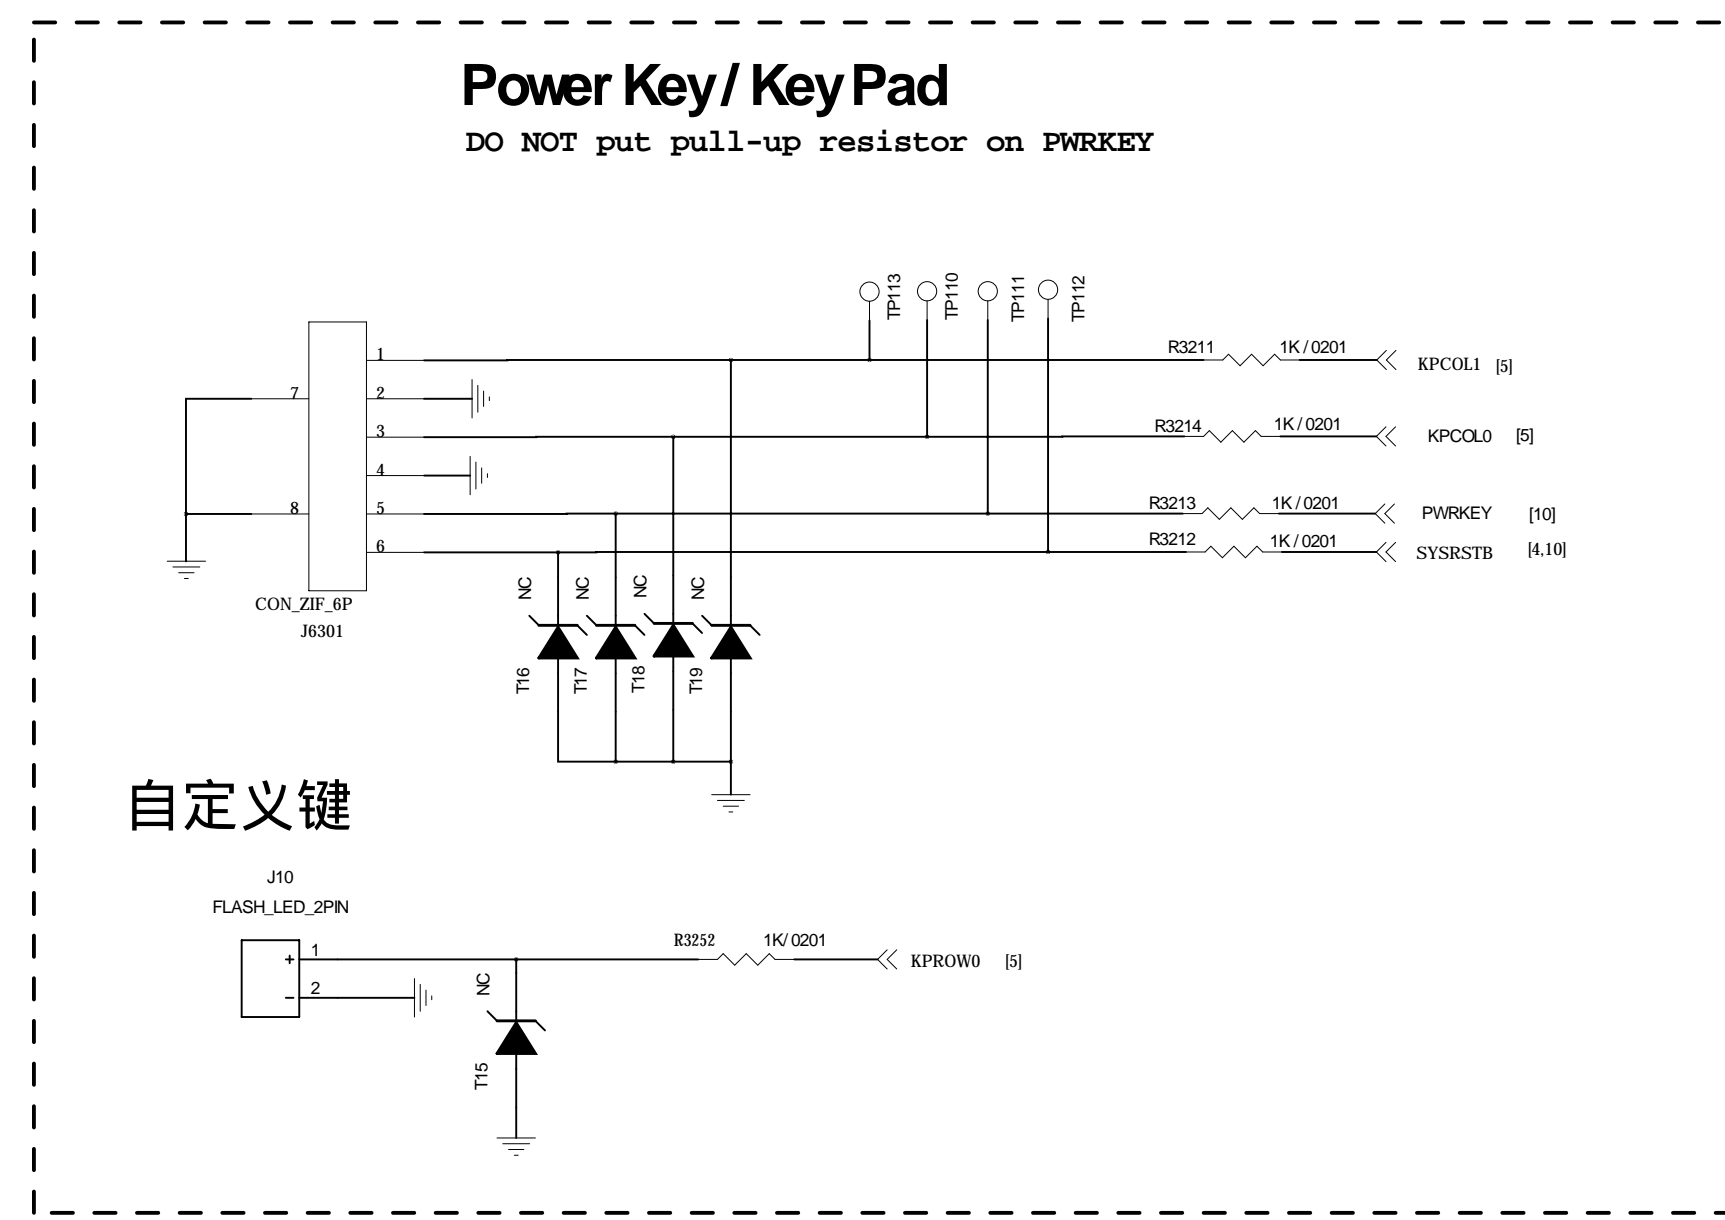 Power Key / Key Pad
DO NOT put pull-up resistor on PWRKEY
TP113
TP110
TP111
TP112
1
R3211
1K/0201
KPCOL1 [5]
7
2
3
R3214
1K/0201
KPCOL0 [5]
4
8
5
R3213
1K/0201
PWRKEY [10]
6
R3212
1K/0201
SYSRSTB [4,10]
CON_ZIF_6P
J6301
NC
NC
NC
NC
T16
T17
T18
T19
自定义键
J10
FLASH_LED_2PIN
+
1
R3252
1K/0201
KPROW0 [5]
-
2
NC
T15